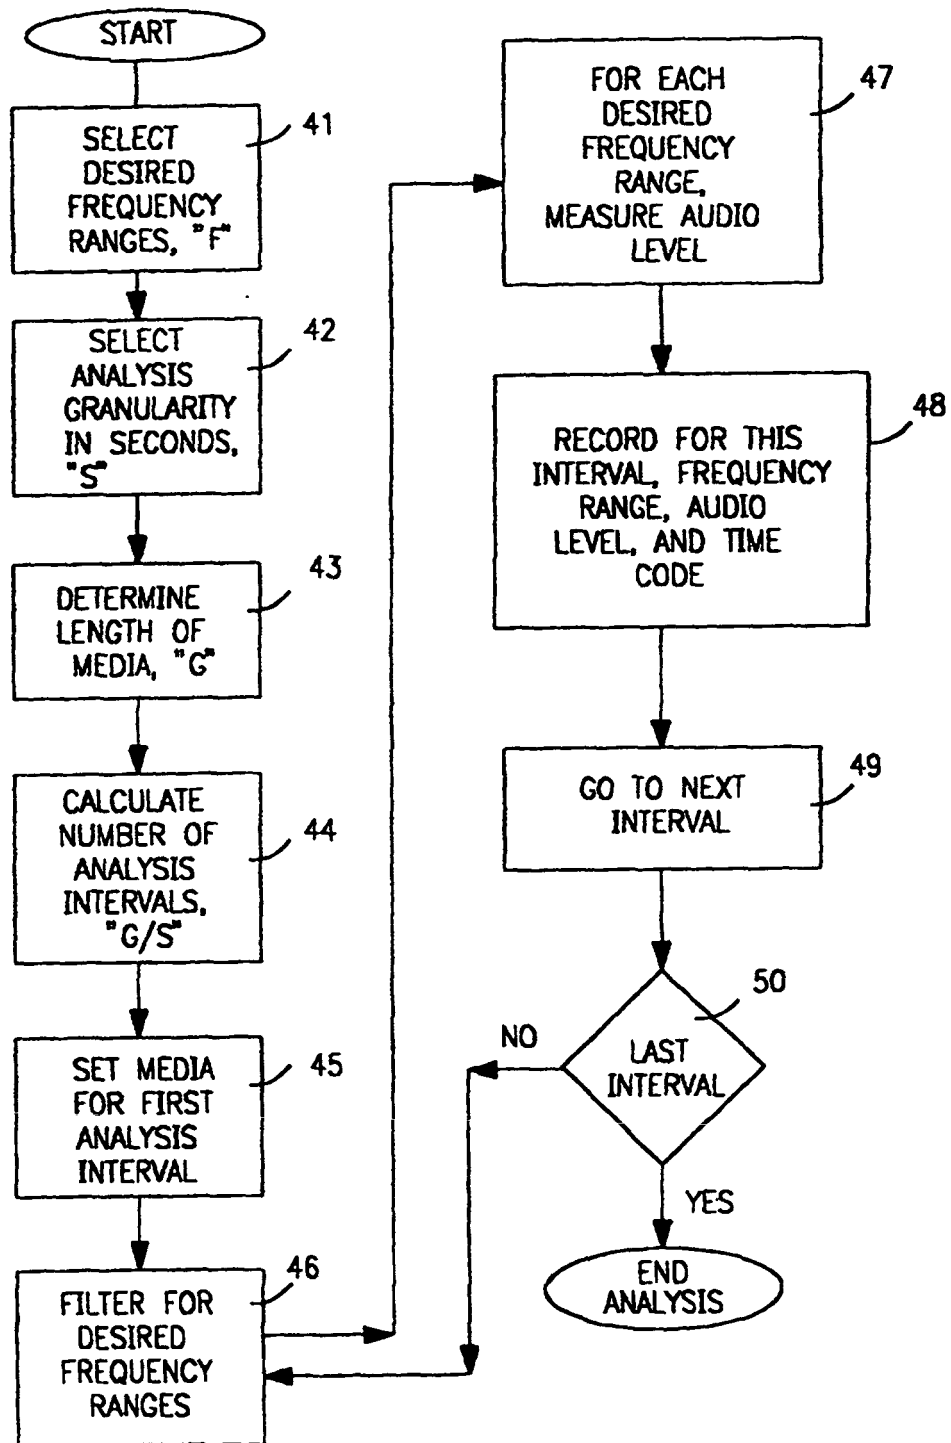 START
41
SELECT
DESIRED
FREQUENCY
RANGES, "F"
42
SELECT
ANALYSIS
GRANULARITY
IN SECONDS,
"S"
43
DETERMINE
LENGTH OF
MEDIA, "G"
44
CALCULATE
NUMBER OF
ANALYSIS
INTERVALS,
"G/S"
45
SET MEDIA
FOR FIRST
ANALYSIS
INTERVAL
46
FILTER FOR
DESIRED
FREQUENCY
RANGES
47
FOR EACH
DESIRED
FREQUENCY
RANGE,
MEASURE AUDIO
LEVEL
48
RECORD FOR THIS
INTERVAL, FREQUENCY
RANGE, AUDIO
LEVEL, AND TIME
CODE
49
GO TO NEXT
INTERVAL
50
LAST
INTERVAL
NO
YES
END
ANALYSIS